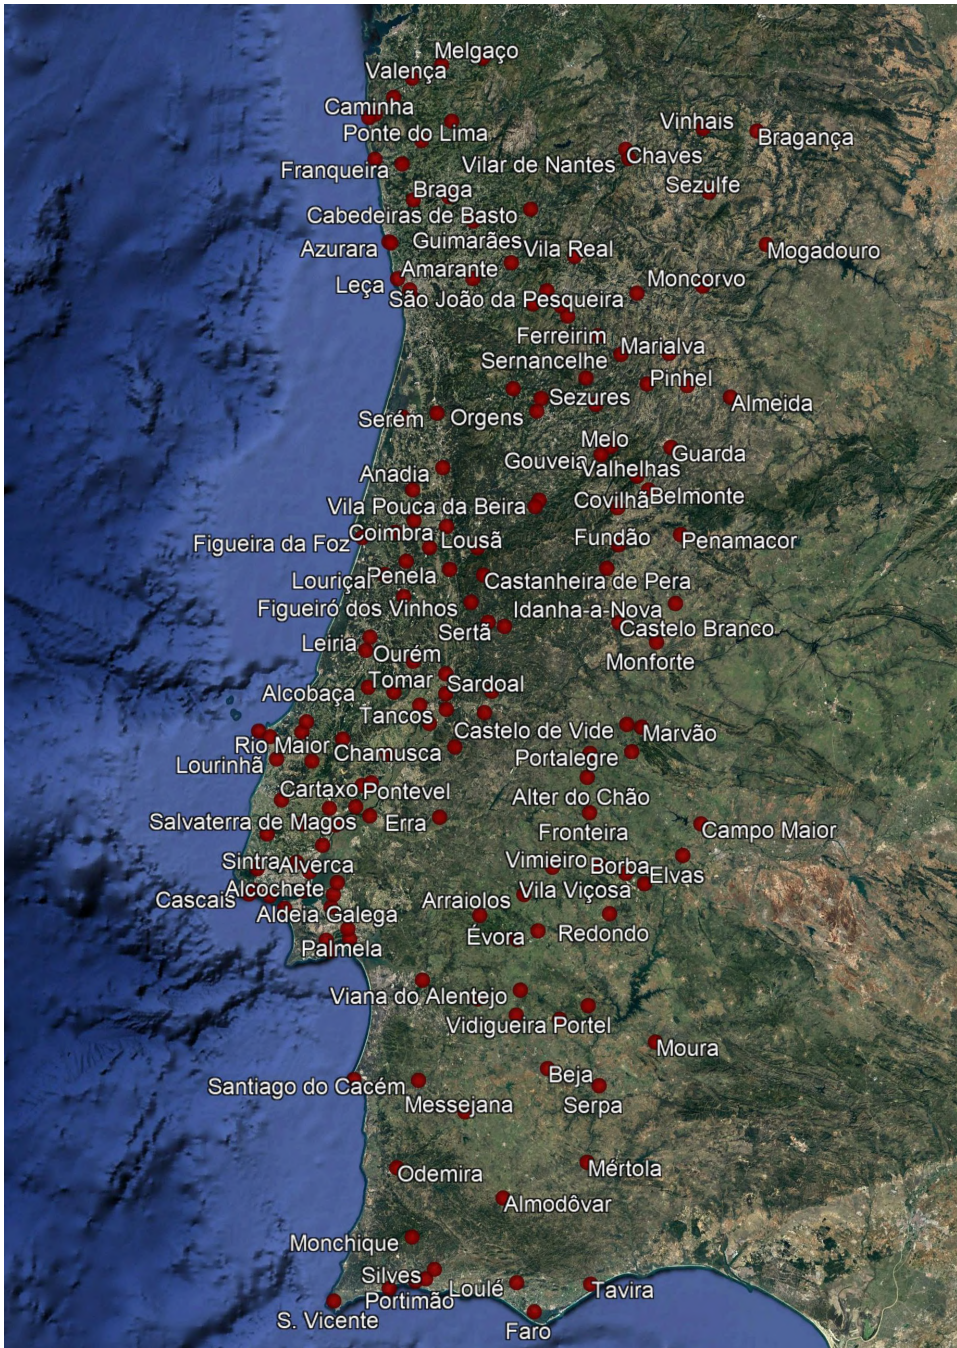 Melgaço
Valença
Caminha
Ponte do Lima
Vinhais
Bragança
Franqueira
Vilar de Nantes
Chaves
Sezulfe
Braga
Cabedeiras de Basto
Azurara
Guimarães
Vila Real
Mogadouro
Leça
Amarante
Moncorvo
São João da Pesqueira
Ferreirim
Marialva
Sernancelhe
Pinhel
Sezures
Almeida
Serém
Orgens
Melo
Guarda
Gouveia
Valhelhas
Anadia
Covilhã
Belmonte
Vila Pouca da Beira
Coimbra
Lousã
Fundão
Penamacor
Figueira da Foz
Louriçal
Penela
Castanheira de Pera
Figueiró dos Vinhos
Idanha-a-Nova
Sertã
Castelo Branco
Leiria
Ourém
Monforte
Tomar
Sardoal
Alcobaça
Tancos
Castelo de Vide
Marvão
Rio Maior
Chamusca
Portalegre
Lourinhã
Cartaxo
Pontevel
Alter do Chão
Salvaterra de Magos
Erra
Fronteira
Campo Maior
Sintra
Alverca
Vimieiro
Borba
Elvas
Alcochete
Vila Viçosa
Cascais
Arraiolos
Aldeia Galega
Évora
Redondo
Palmela
Viana do Alentejo
Vidigueira
Portel
Moura
Santiago do Cacém
Beja
Messejana
Serpa
Odemira
Mértola
Almodôvar
Monchique
Silves
Loulé
Tavira
Portimão
S. Vicente
Faro